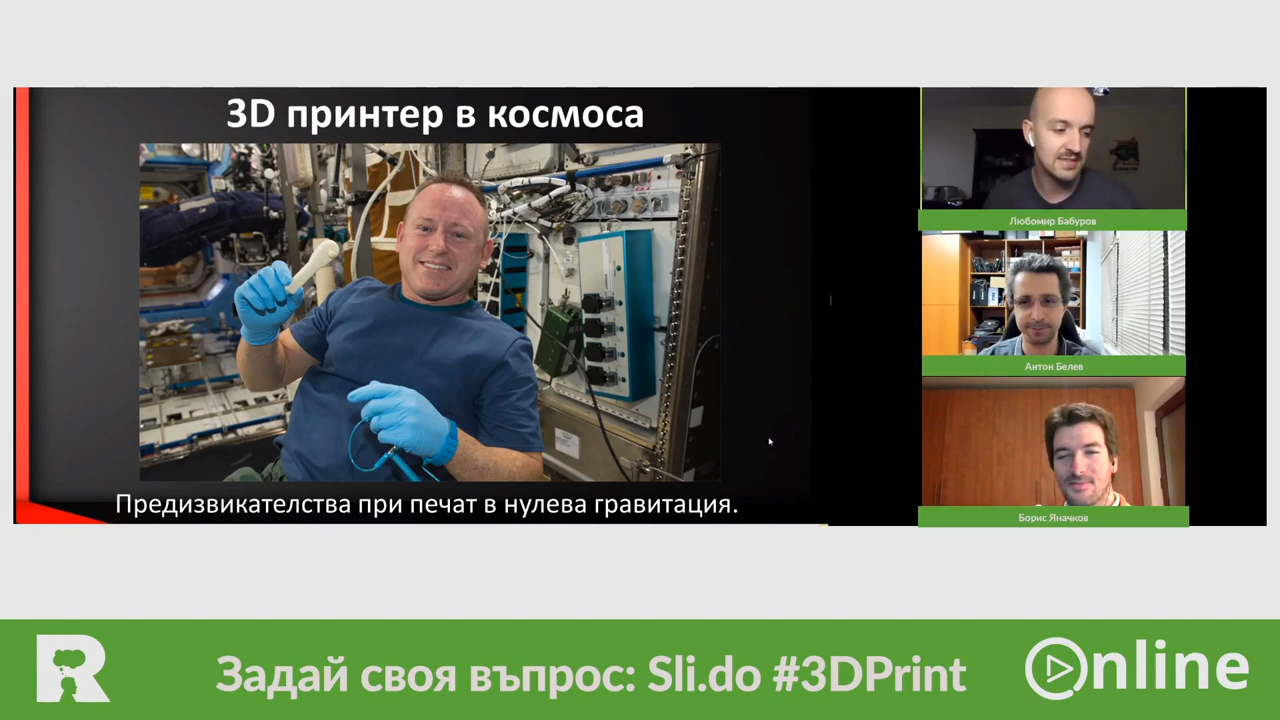 3D принтер в космоса
Предизвикателства при печат в нулева гравитация.
Любомир Бабуров
Антон Белев
Борис Яначков
R
Задай своя въпрос: Sli.do #3DPrint
Online